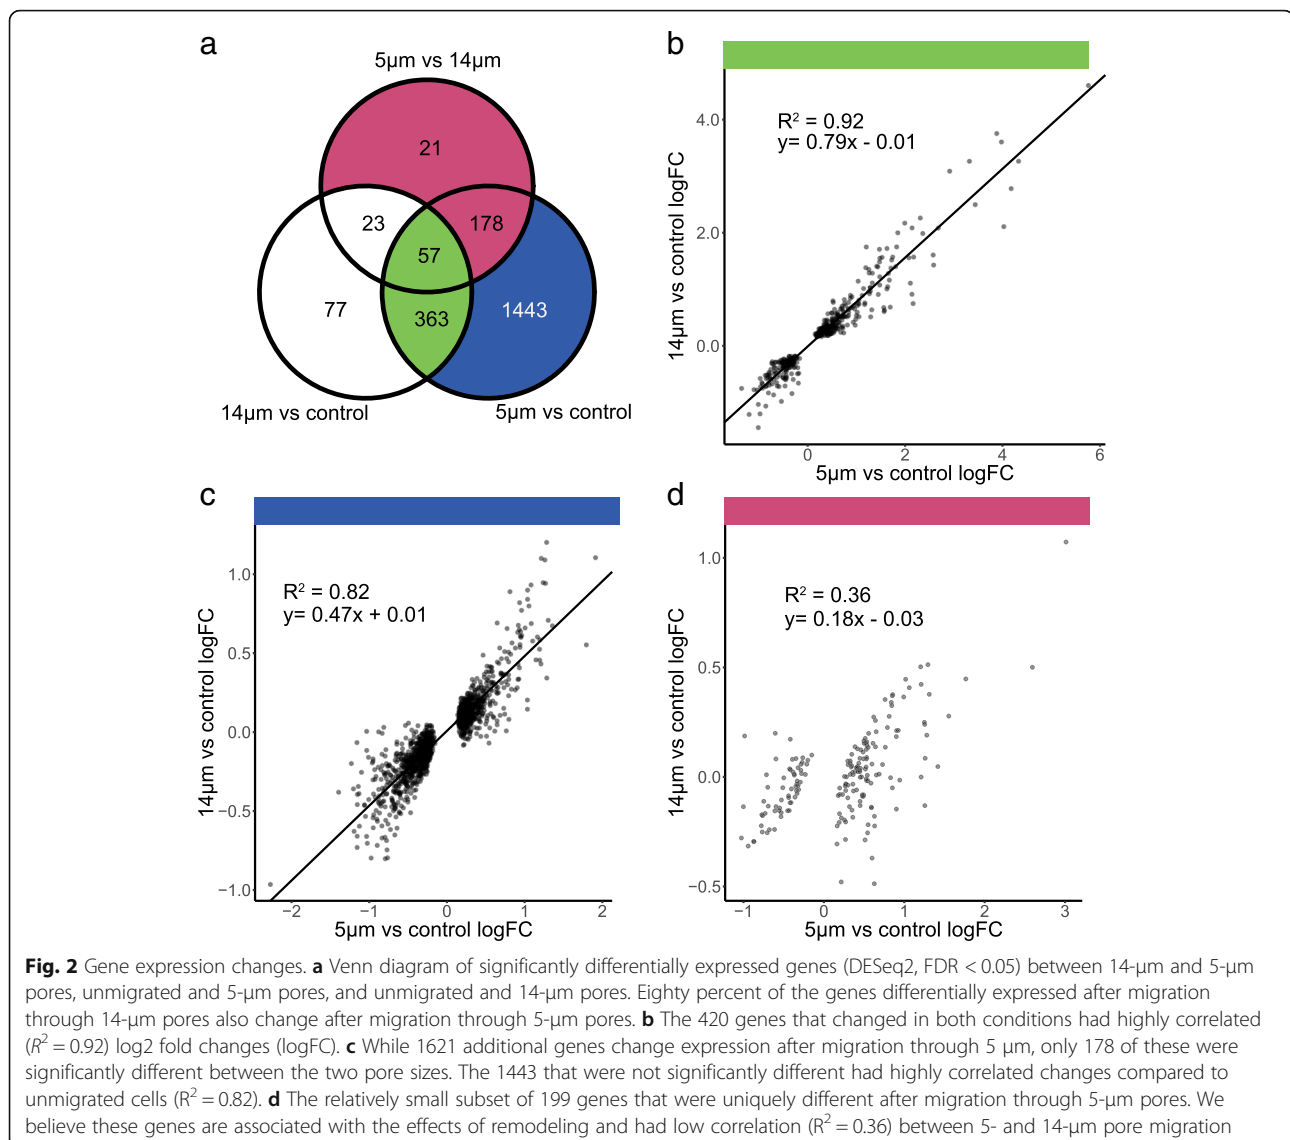 a
5µm vs 14µm
21
23
178
57
77
363
1443
14µm vs control
5µm vs control
b
R² = 0.92
y= 0.79x - 0.01
14µm vs control logFC
4.0
2.0
0.0
0
2
4
6
5µm vs control logFC
c
R² = 0.82
y= 0.47x + 0.01
14µm vs control logFC
1.0
0.5
0.0
−0.5
−1.0
−2
−1
0
1
2
5µm vs control logFC
d
R² = 0.36
y= 0.18x - 0.03
14µm vs control logFC
1.0
0.5
0.0
−0.5
−1
0
1
2
3
5µm vs control logFC
Fig. 2 Gene expression changes. a Venn diagram of significantly differentially expressed genes (DESeq2, FDR < 0.05) between 14-µm and 5-µm
pores, unmigrated and 5-µm pores, and unmigrated and 14-µm pores. Eighty percent of the genes differentially expressed after migration
through 14-µm pores also change after migration through 5-µm pores. b The 420 genes that changed in both conditions had highly correlated
(R² = 0.92) log2 fold changes (logFC). c While 1621 additional genes change expression after migration through 5 µm, only 178 of these were
significantly different between the two pore sizes. The 1443 that were not significantly different had highly correlated changes compared to
unmigrated cells (R² = 0.82). d The relatively small subset of 199 genes that were uniquely different after migration through 5-µm pores. We
believe these genes are associated with the effects of remodeling and had low correlation (R² = 0.36) between 5- and 14-µm pore migration